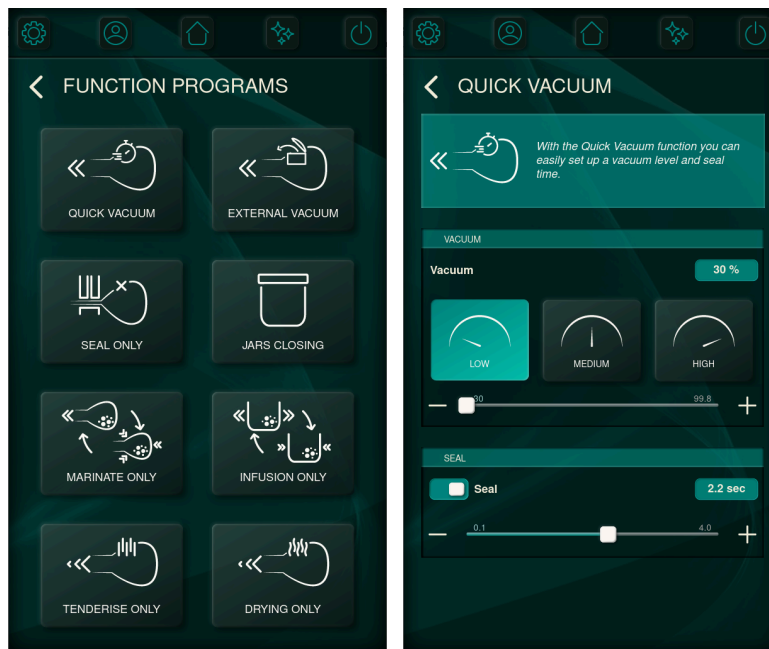 FUNCTION PROGRAMS
QUICK VACUUM
EXTERNAL VACUUM
SEAL ONLY
JARS CLOSING
MARINATE ONLY
INFUSION ONLY
TENDERISE ONLY
DRYING ONLY
QUICK VACUUM
With the Quick Vacuum function you can
easily set up a vacuum level and seal
time.
VACUUM
Vacuum
30 %
LOW
MEDIUM
HIGH
30
99.8
SEAL
Seal
2.2 sec
0.1
4.0